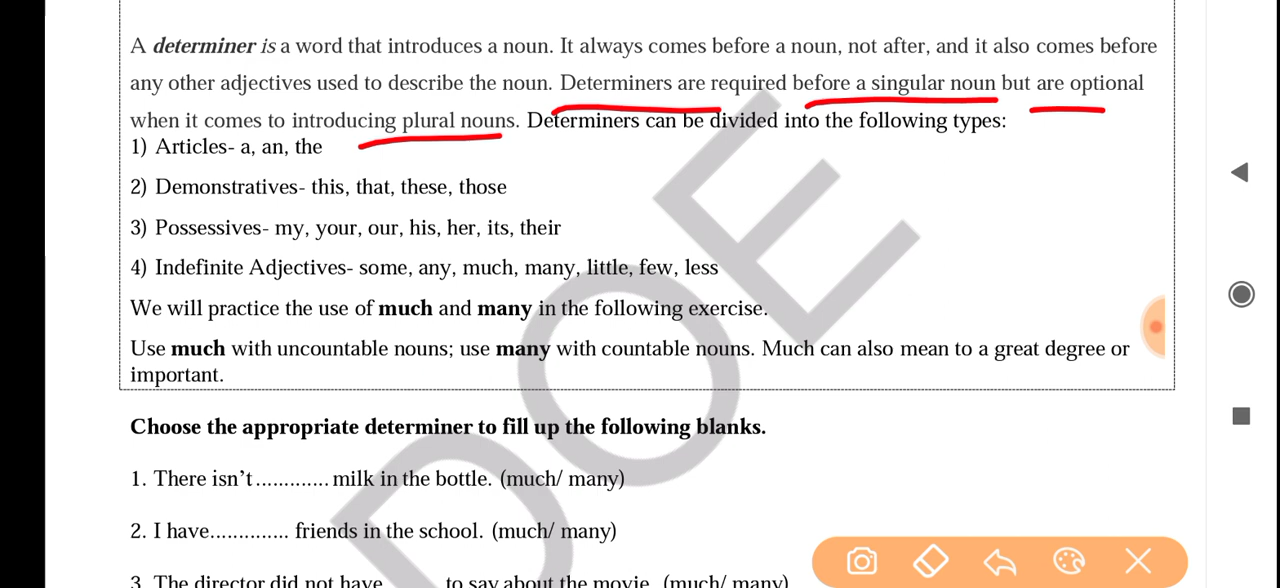 A determiner is a word that introduces a noun. It always comes before a noun, not after, and it also comes before
any other adjectives used to describe the noun. Determiners are required before a singular noun but are optional
when it comes to introducing plural nouns. Determiners can be divided into the following types:
1) Articles- a, an, the
2) Demonstratives- this, that, these, those
3) Possessives- my, your, our, his, her, its, their
4) Indefinite Adjectives- some, any, much, many, little, few, less
We will practice the use of much and many in the following exercise.
Use much with uncountable nouns; use many with countable nouns. Much can also mean to a great degree or
important.
Choose the appropriate determiner to fill up the following blanks.
1. There isn’t............. milk in the bottle. (much/ many)
2. I have.............. friends in the school. (much/ many)
3. The director did not have to say about the movie. (much/ many)
DOE